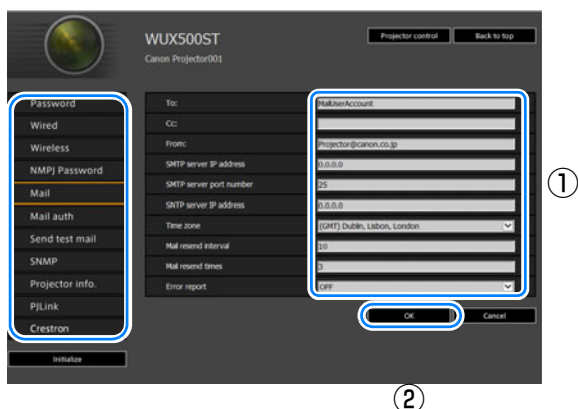 WUX500ST
Canon Projector001
Projector control
Back to top
Password
Wired
Wireless
NMPJ Password
Mail
Mail auth
Send test mail
SNMP
Projector info.
PJLink
Crestron
Initialize
To: MailUserAccount
Cc:
From: Projector@canon.co.jp
SMTP server IP address 0.0.0.0
SMTP server port number 25
SNTP server IP address 0.0.0.0
Time zone (GMT) Dublin, Lisbon, London
Mail resend interval 10
Mail resend times 3
Error report OFF
OK
Cancel
①
②